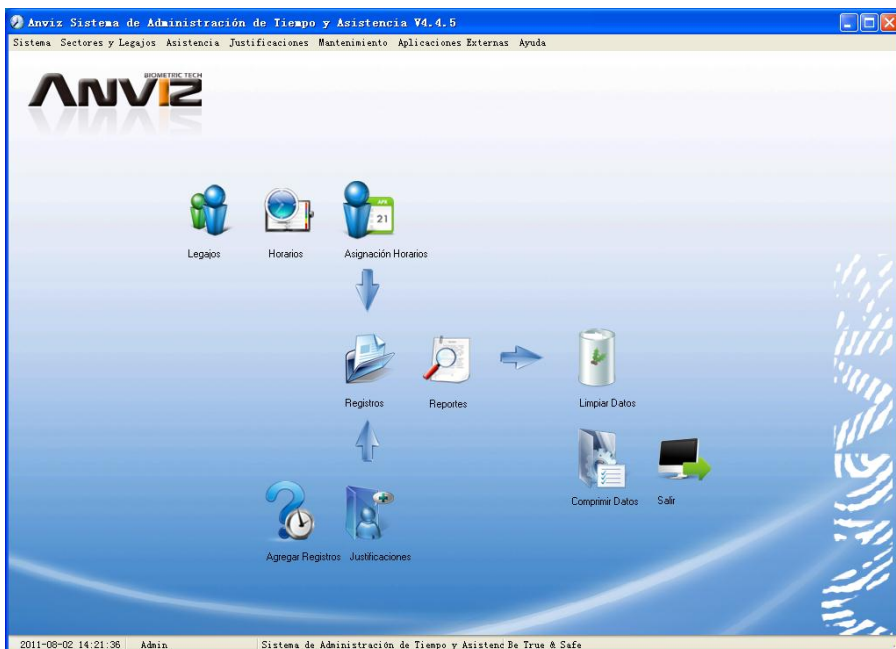 Anviz Sistema de Administración de Tiempo y Asistencia V4.4.5
Sistema Sectores y Legajos Asistencia Justificaciones Mantenimiento Aplicaciones Externas Ayuda
BIOMETRIC TECH
ANVIZ
APR
21
Legajos Horarios Asignación Horarios
Registros Reportes Limpiar Datos
Comprimir Datos Salir
Agregar Registros Justificaciones
2011-08-02 14:21:36 Admin Sistema de Administración de Tiempo y Asistenc Be True & Safe